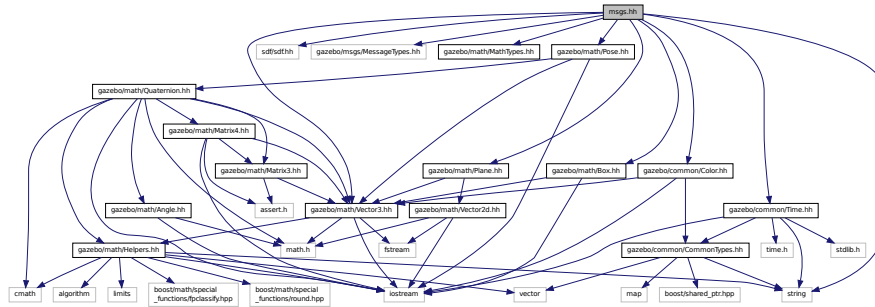 msgs.hh
sdf/sdf.hh
gazebo/msgs/MessageTypes.hh
gazebo/math/MathTypes.hh
gazebo/math/Pose.hh
gazebo/math/Quaternion.hh
gazebo/math/Matrix4.hh
gazebo/math/Matrix3.hh
gazebo/math/Plane.hh
gazebo/math/Box.hh
gazebo/common/Color.hh
gazebo/math/Angle.hh
assert.h
gazebo/math/Vector3.hh
gazebo/math/Vector2d.hh
gazebo/common/Time.hh
gazebo/math/Helpers.hh
math.h
fstream
gazebo/common/CommonTypes.hh
time.h
stdlib.h
cmath
algorithm
limits
boost/math/special
_functions/fpclassify.hpp
boost/math/special
_functions/round.hpp
iostream
vector
map
boost/shared_ptr.hpp
string